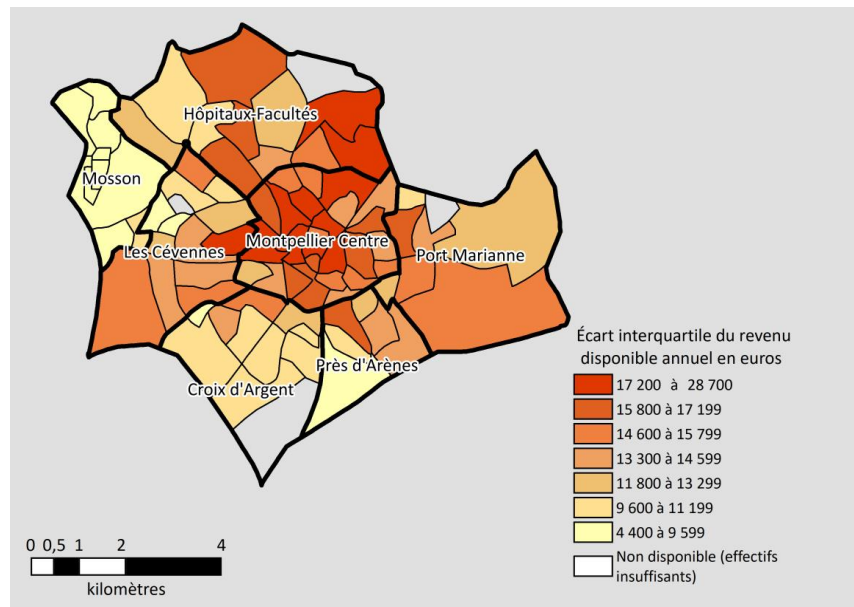 Hôpitaux-Facultés
Mosson
Les Cévennes
Montpellier Centre
Port Marianne
Près d'Arènes
Croix d'Argent
Écart interquartile du revenu
disponible annuel en euros
17 200 à 28 700
15 800 à 17 199
14 600 à 15 799
13 300 à 14 599
11 800 à 13 299
9 600 à 11 199
4 400 à 9 599
Non disponible (effectifs
insuffisants)
0 0,5 1 2 4
kilomètres